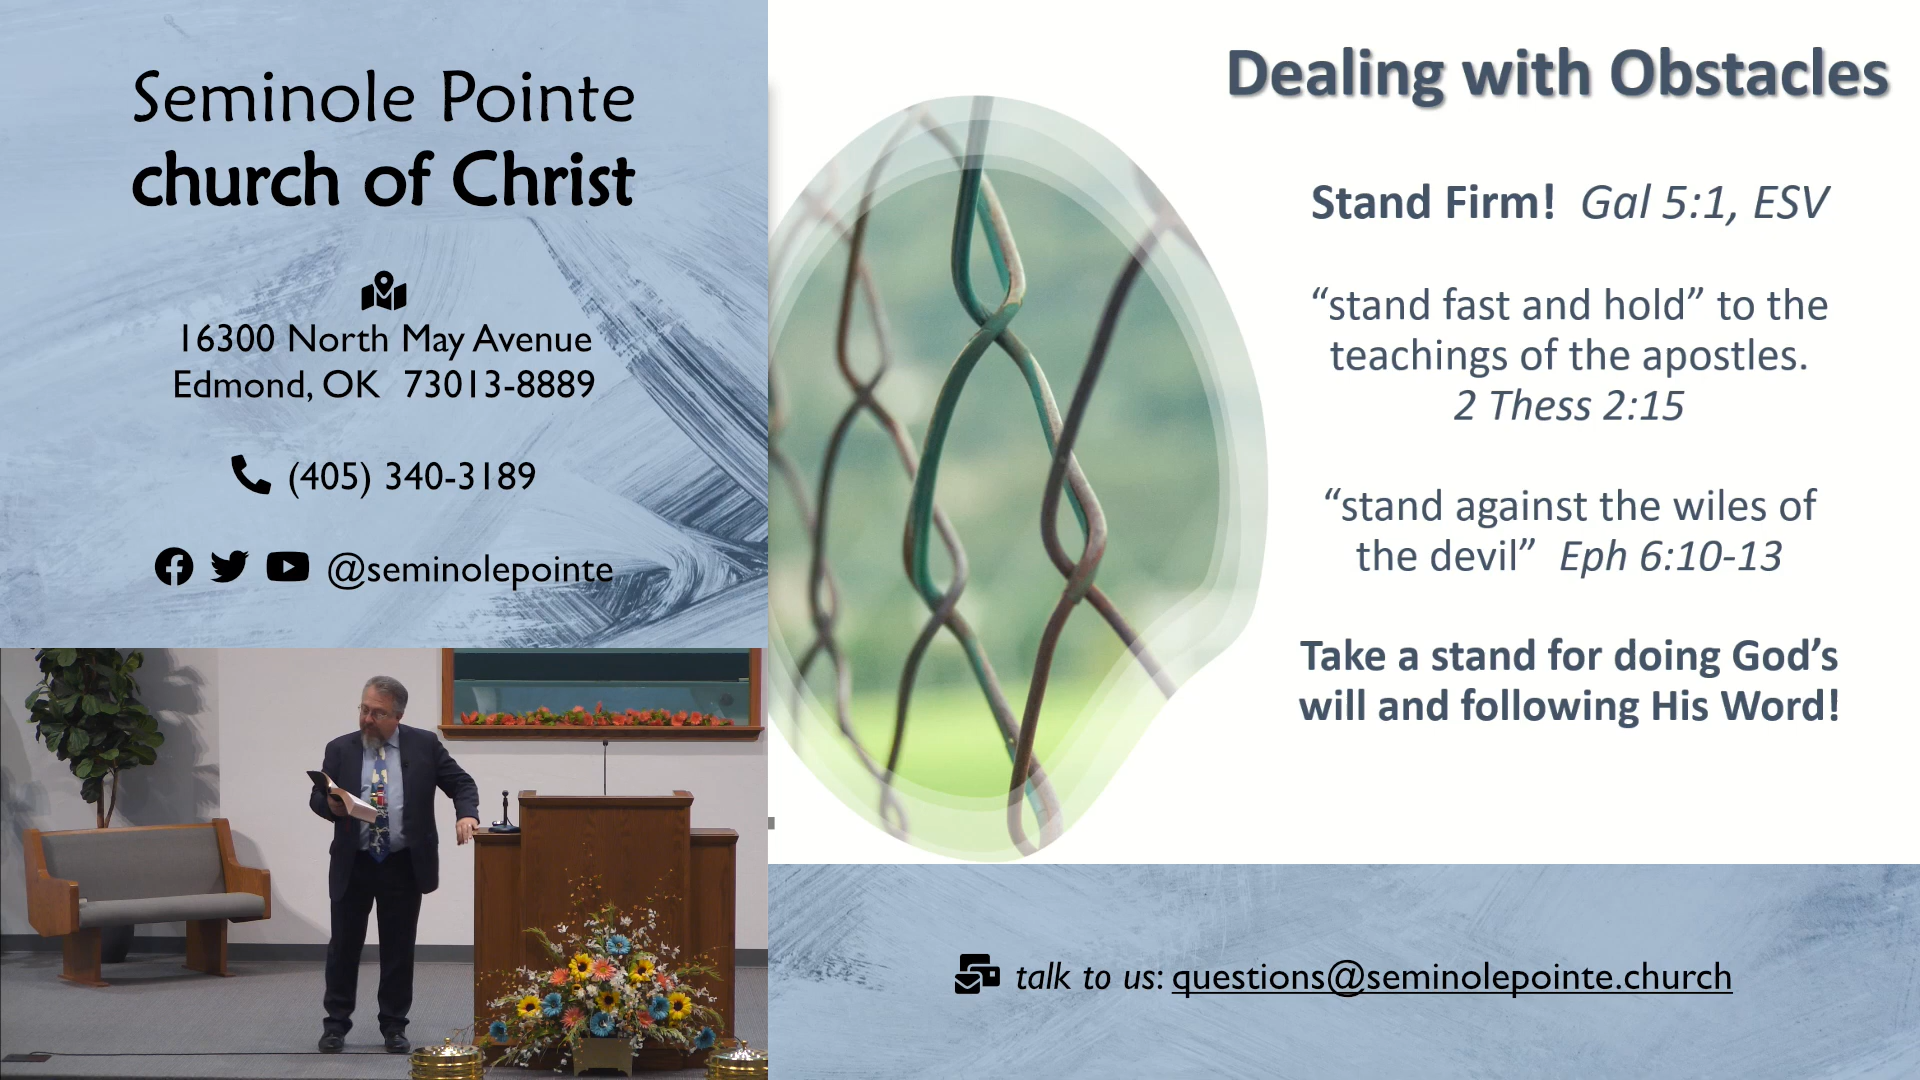 Seminole Pointe
church of Christ
16300 North May Avenue
Edmond, OK 73013-8889
(405) 340-3189
@seminolepointe
Dealing with Obstacles
Stand Firm! Gal 5:1, ESV
“stand fast and hold” to the
teachings of the apostles.
2 Thess 2:15
“stand against the wiles of
the devil” Eph 6:10-13
Take a stand for doing God’s
will and following His Word!
talk to us: questions@seminolepointe.church